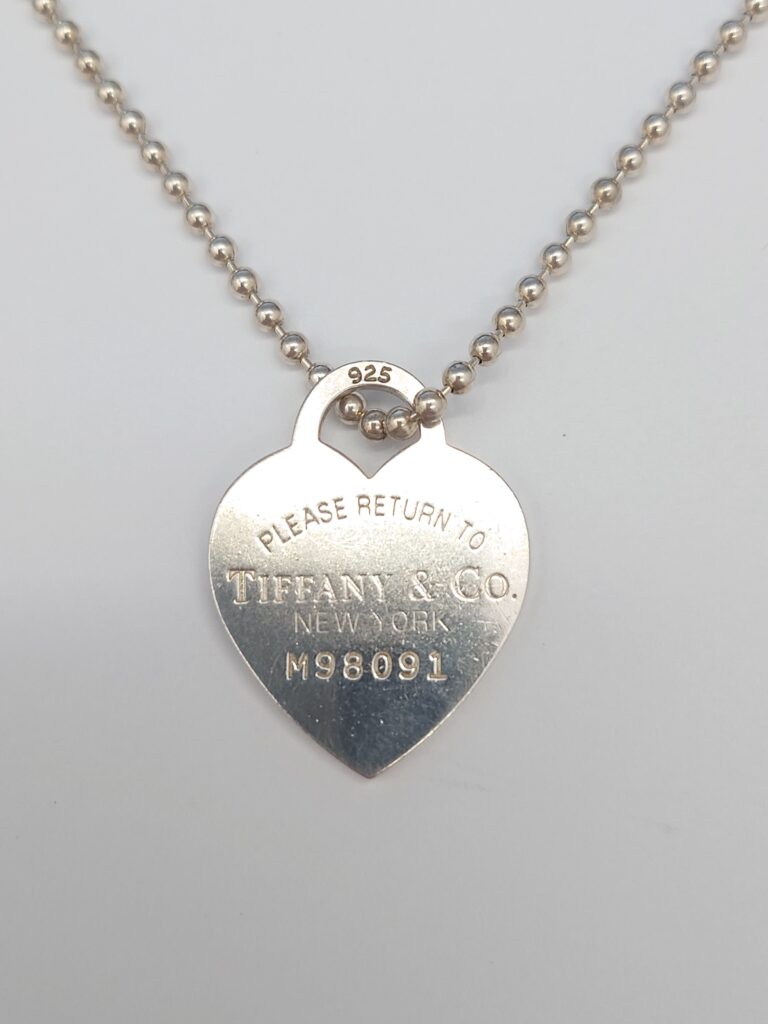 925
PLEASE RETURN TO
TIFFANY & CO.
NEW YORK
M98091